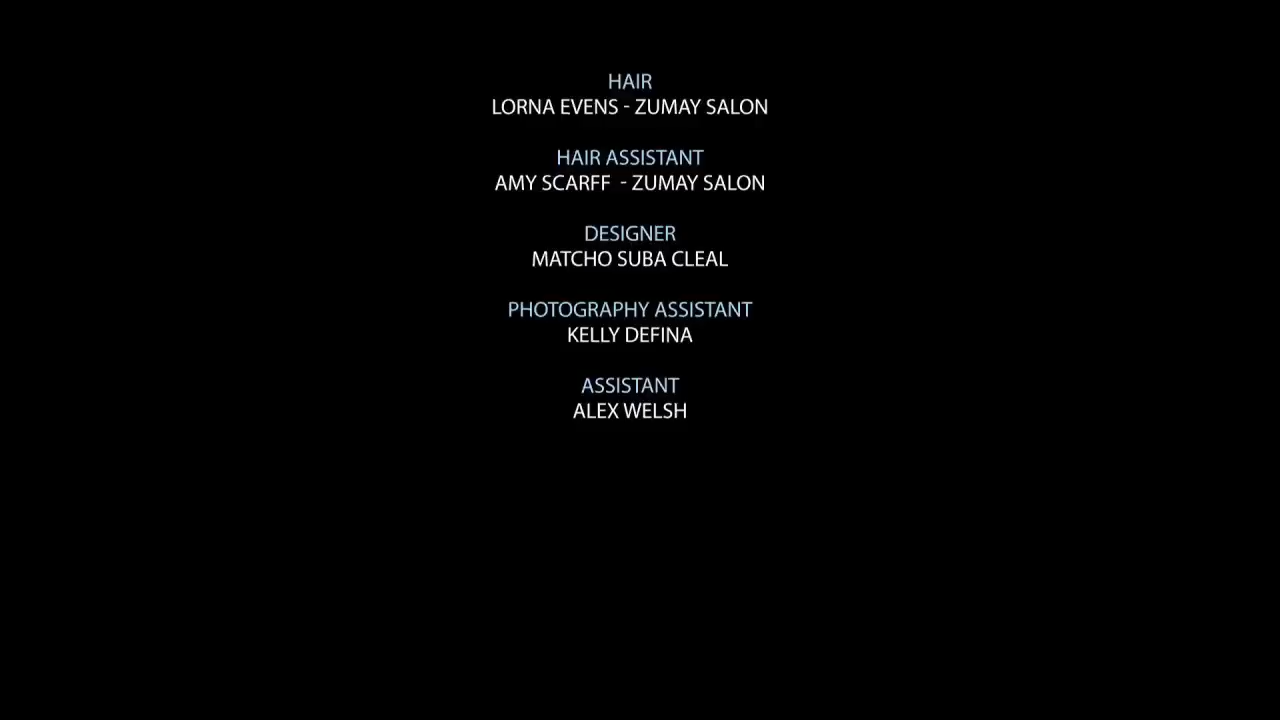 HAIR
LORNA EVENS - ZUMAY SALON
HAIR ASSISTANT
AMY SCARFF - ZUMAY SALON
DESIGNER
MATCHO SUBA CLEAL
PHOTOGRAPHY ASSISTANT
KELLY DEFINA
ASSISTANT
ALEX WELSH